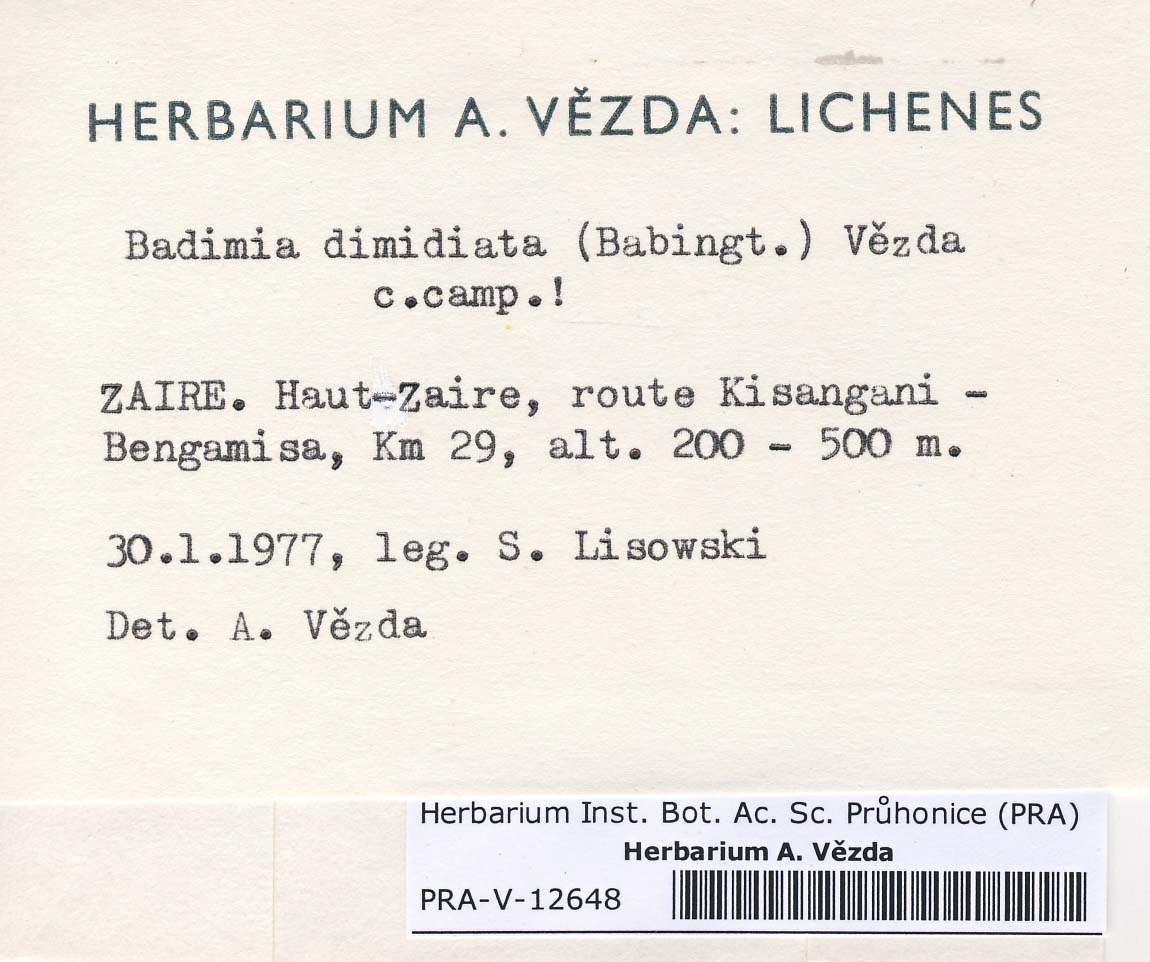 HERBARIUM A. VĚZDA: LICHENES
Badimia dimidiata (Babingt.) Vězda
c.camp.!
ZAIRE. Haut-Zaire, route Kisangani -
Bengamisa, Km 29, alt. 200 - 500 m.
30.1.1977, leg. S. Lisowski
Det. A. Vězda
Herbarium Inst. Bot. Ac. Sc. Průhonice (PRA)
Herbarium A. Vězda
PRA-V-12648